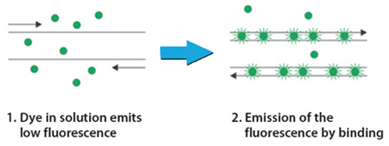 1. Dye in solution emits
low fluorescence
2. Emission of the
fluorescence by binding